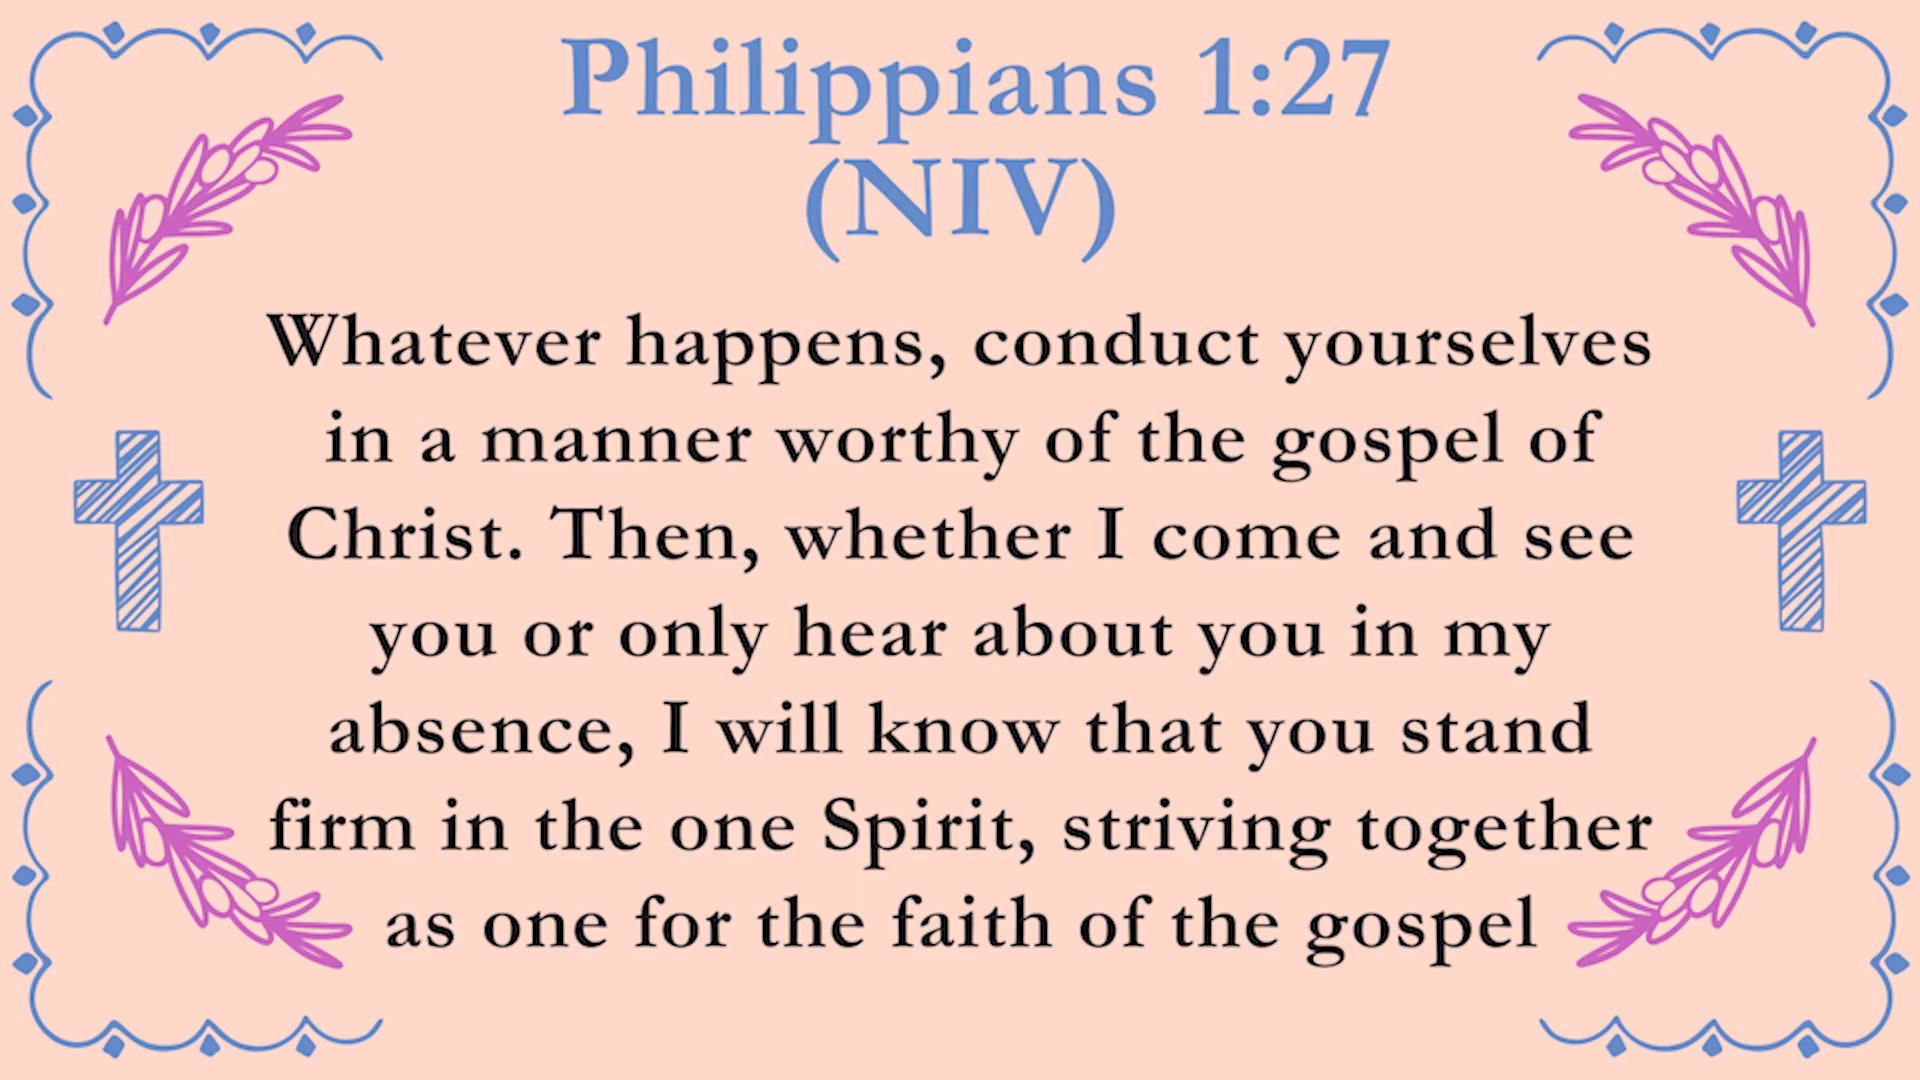 Philippians 1:27
(NIV)
Whatever happens, conduct yourselves
in a manner worthy of the gospel of
Christ. Then, whether I come and see
you or only hear about you in my
absence, I will know that you stand
firm in the one Spirit, striving together
as one for the faith of the gospel